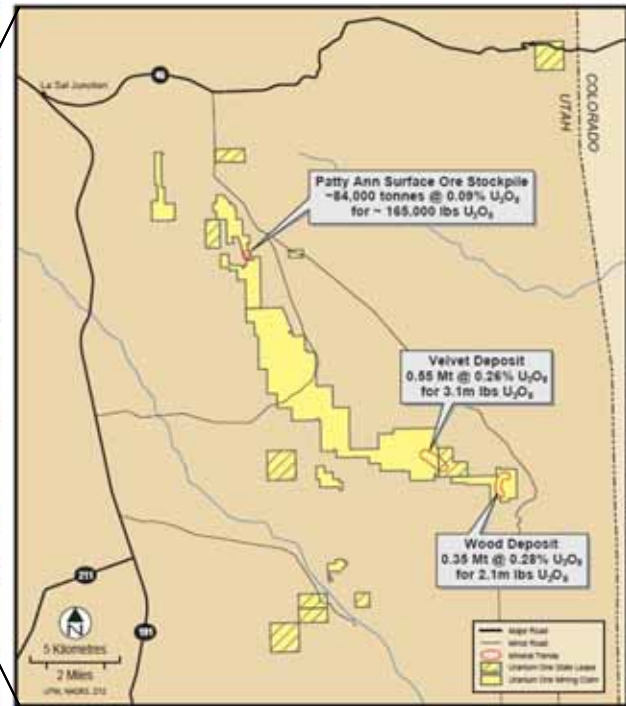 La Sal Junction
46
COLORADO
UTAH
Patty Ann Surface Ore Stockpile
~84,000 tonnes @ 0.09% U₃O₈
for ~ 165,000 lbs U₃O₈
Velvet Deposit
0.55 Mt @ 0.26% U₃O₈
for 3.1m lbs U₃O₈
Wood Deposit
0.35 Mt @ 0.28% U₃O₈
for 2.1m lbs U₃O₈
211
191
N
5 Kilometres
2 Miles
UTM, NAD83, Z12
Major Road
Minor Road
Mineral Trends
Uranium One State Lease
Uranium One Mining Claim